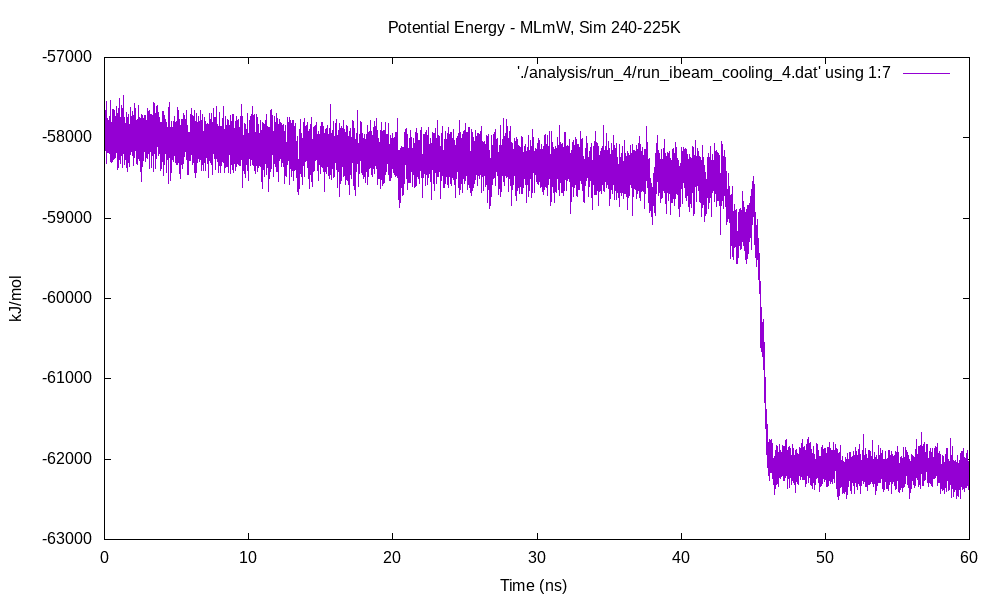 Potential Energy - MLmW, Sim 240-225K
'./analysis/run_4/run_ibeam_cooling_4.dat' using 1:7
-57000
-58000
-59000
-60000
-61000
-62000
-63000
kJ/mol
0 10 20 30 40 50 60
Time (ns)